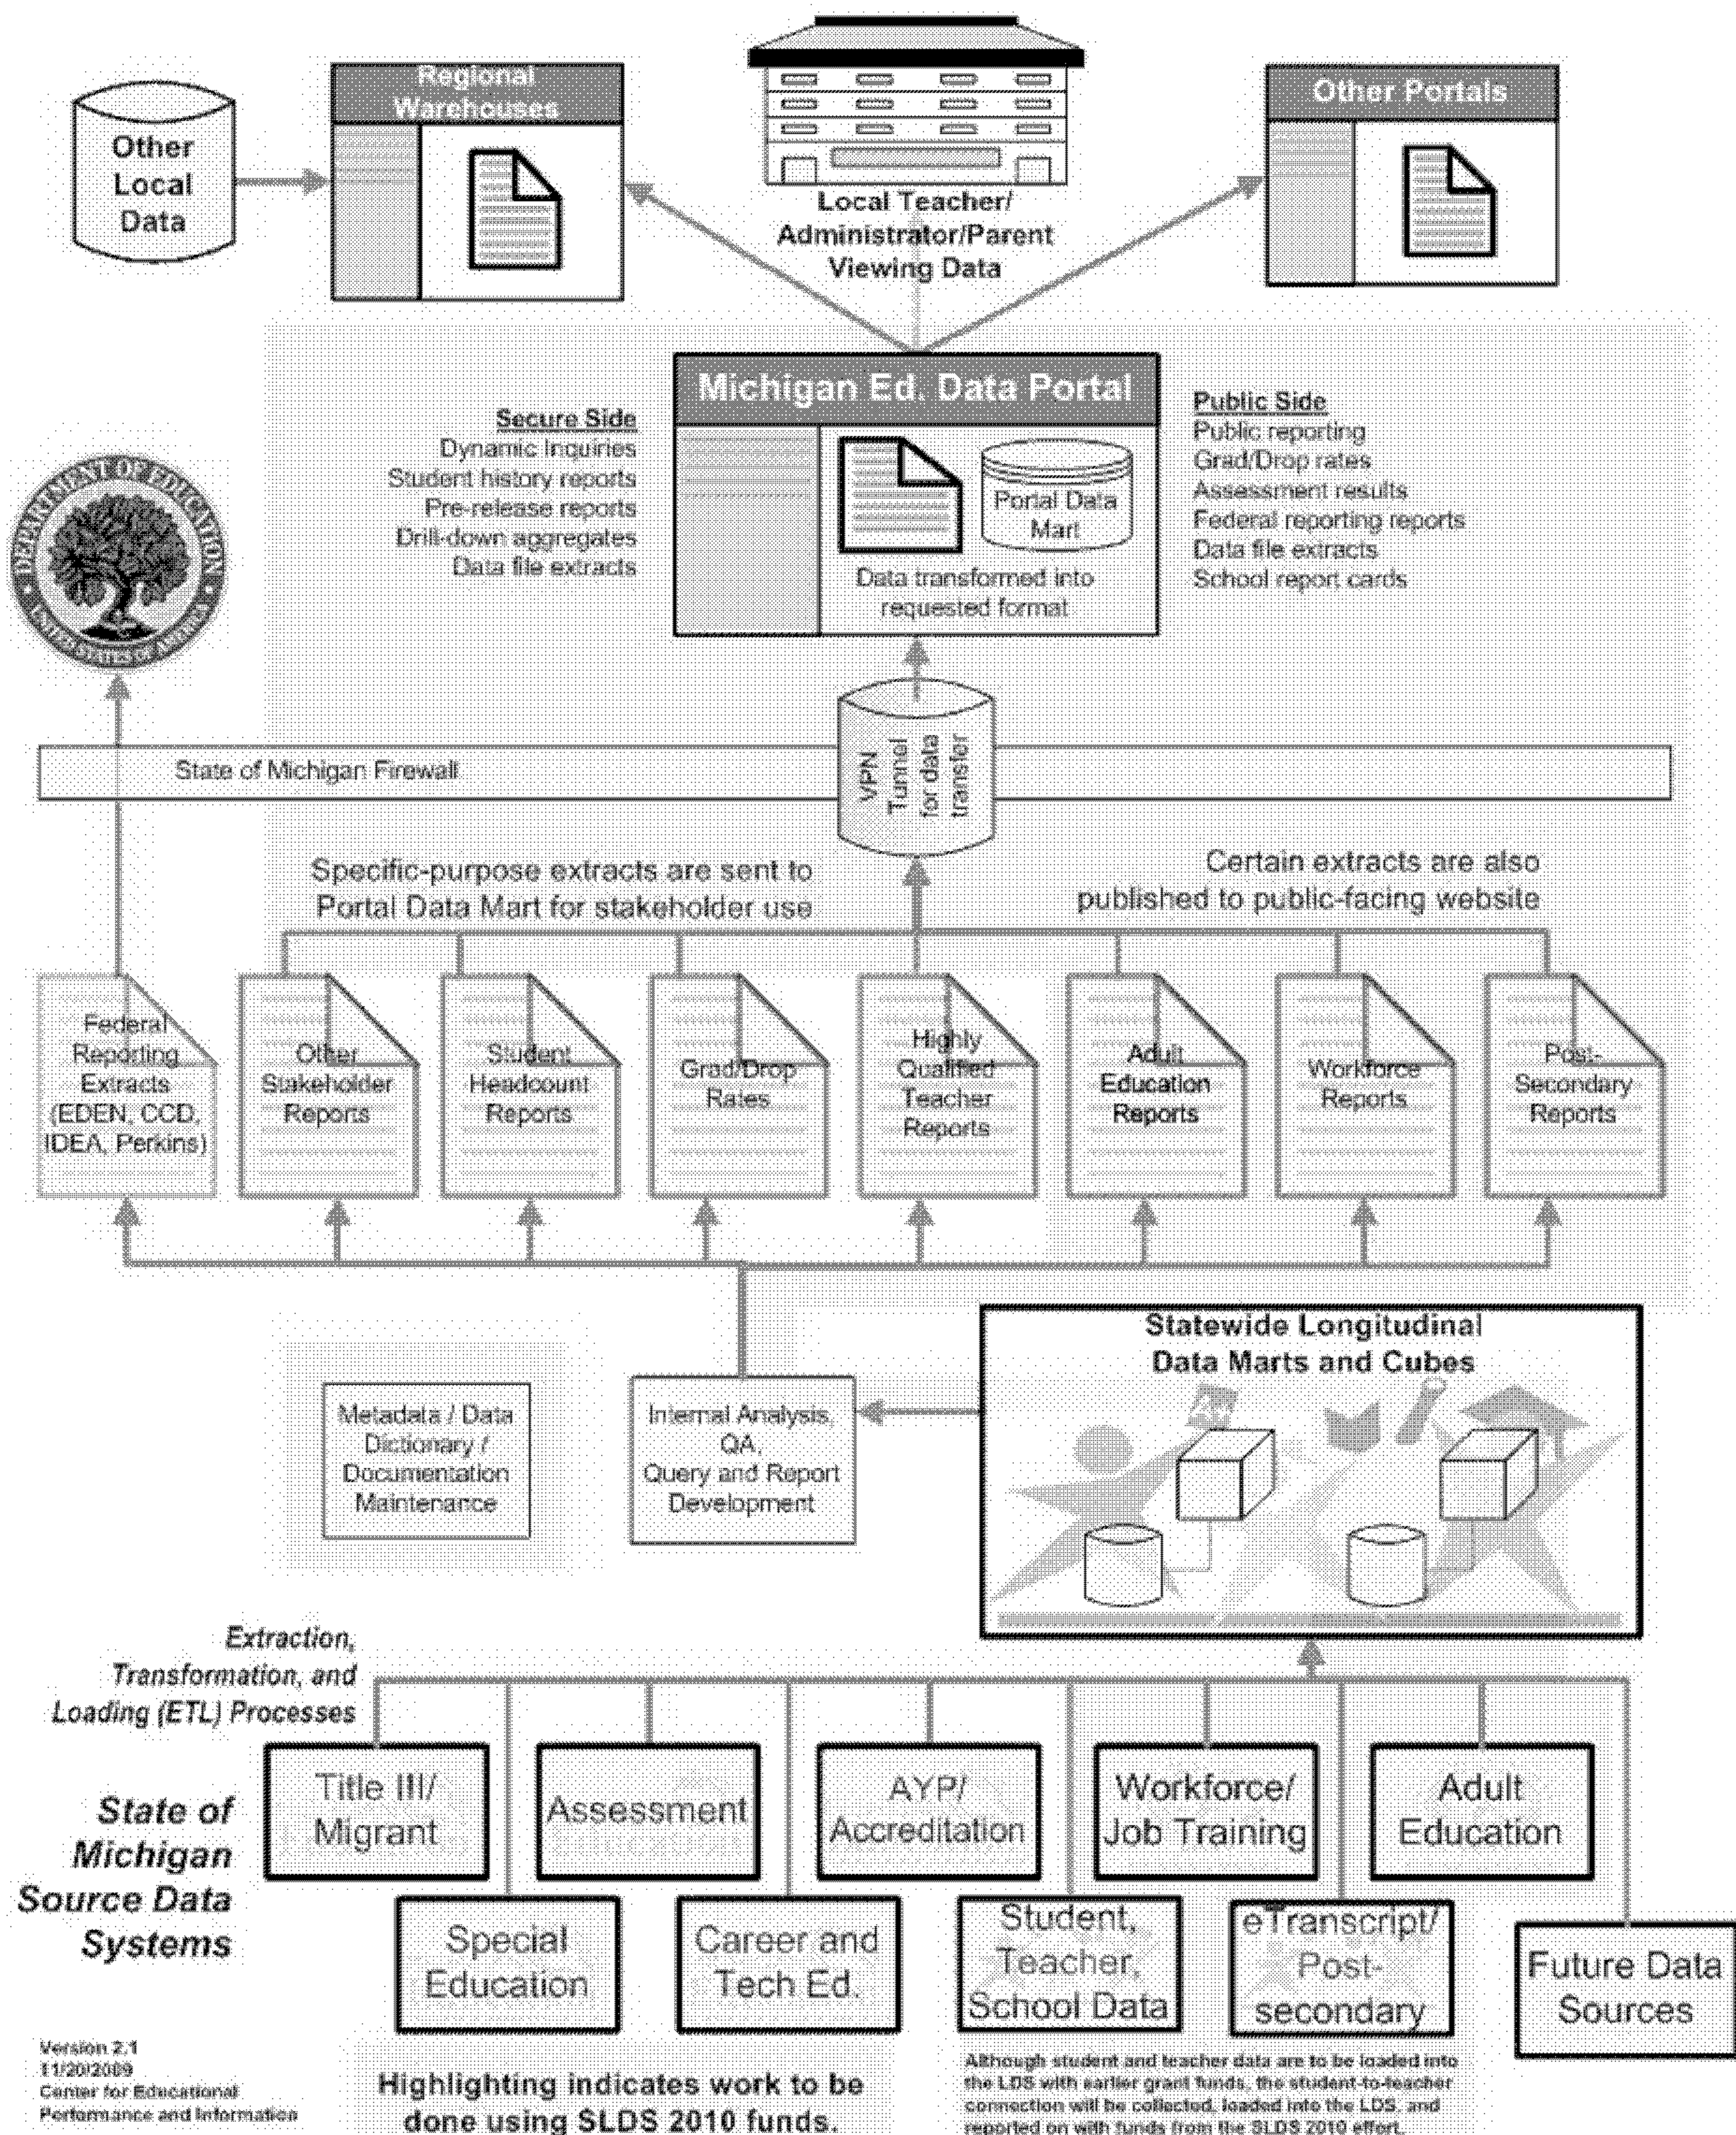 Other
Local
Data
Regional
Warehouses
Local Teacher/
Administrator/Parent
Viewing Data
Other Portals
Michigan Ed. Data Portal
Secure Side
Dynamic Inquiries
Student history reports
Pre-release reports
Drill-down aggregates
Data file extracts
Portal Data
Mart
Data transformed into
requested format
Public Side
Public reporting
Grad/Drop rates
Assessment results
Federal reporting reports
Data file extracts
School report cards
DEPARTMENT OF EDUCATION
UNITED STATES OF AMERICA
State of Michigan Firewall
VPN
Tunnel
for data
transfer
Specific-purpose extracts are sent to
Portal Data Mart for stakeholder use
Certain extracts are also
published to public-facing website
Federal
Reporting
Extracts
(EDEN, CCD,
IDEA, Perkins)
Other
Stakeholder
Reports
Student
Headcount
Reports
Grad/Drop
Rates
Highly
Qualified
Teacher
Reports
Adult
Education
Reports
Workforce
Reports
Post-
Secondary
Reports
Metadata / Data
Dictionary /
Documentation
Maintenance
Internal Analysis,
QA,
Query and Report
Development
Statewide Longitudinal
Data Marts and Cubes
Extraction,
Transformation, and
Loading (ETL) Processes
State of
Michigan
Source Data
Systems
Title III/
Migrant
Assessment
AYP/
Accreditation
Workforce/
Job Training
Adult
Education
Special
Education
Career and
Tech Ed.
Student,
Teacher,
School Data
eTranscript/
Post-
secondary
Future Data
Sources
Version 2.1
11/20/2009
Center for Educational
Performance and Information
Highlighting indicates work to be
done using SLDS 2010 funds.
Although student and teacher data are to be loaded into
the LDS with earlier grant funds, the student-to-teacher
connection will be collected, loaded into the LDS, and
reported on with funds from the SLDS 2010 effort.